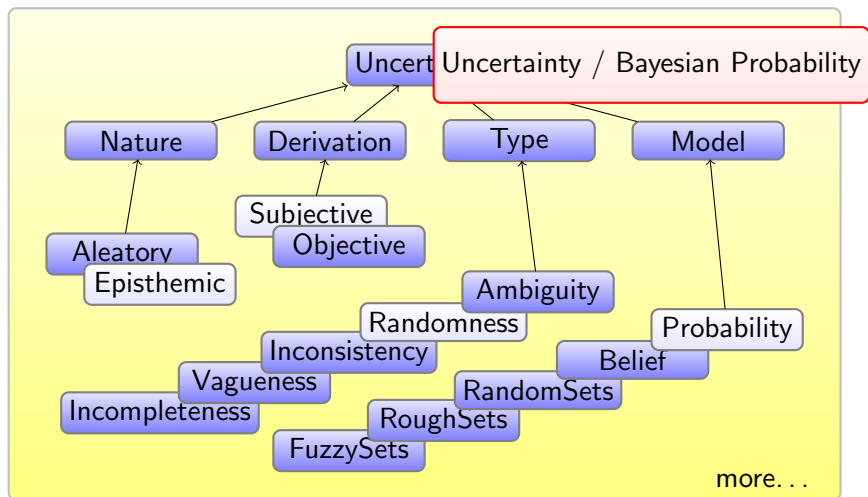 Uncert
Uncertainty / Bayesian Probability
Nature
Derivation
Type
Model
Subjective
Objective
Aleatory
Episthemic
Ambiguity
Randomness
Inconsistency
Vagueness
Incompleteness
Probability
Belief
RandomSets
RoughSets
FuzzySets
more...